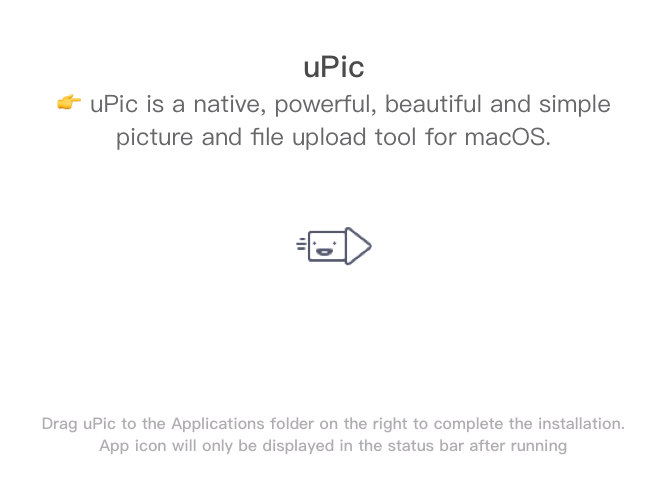 uPic
👉 uPic is a native, powerful, beautiful and simple
picture and file upload tool for macOS.
Drag uPic to the Applications folder on the right to complete the installation.
App icon will only be displayed in the status bar after running